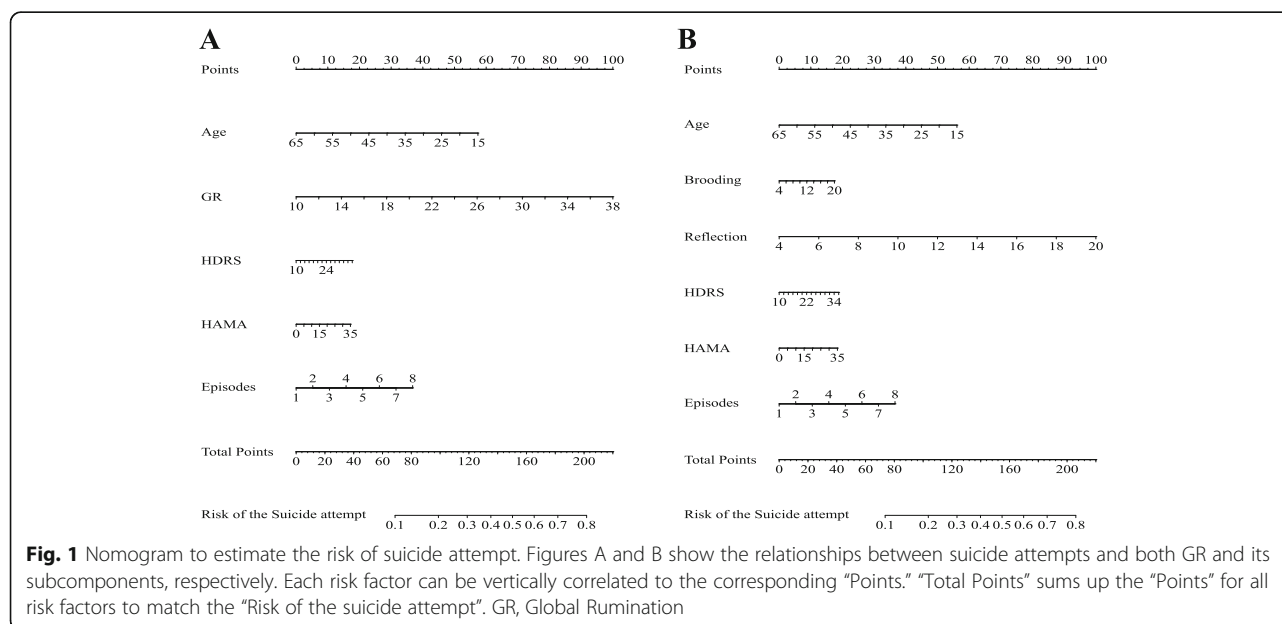 A
Points
0 10 20 30 40 50 60 70 80 90 100
Age
65 55 45 35 25 15
GR
10 14 18 22 26 30 34 38
HDRS
10 24
HAMA
0 15 35
Episodes
2 4 6 8
1 3 5 7
Total Points
0 20 40 60 80 120 160 200
Risk of the Suicide attempt
0.1 0.2 0.3 0.4 0.5 0.6 0.7 0.8
B
Points
0 10 20 30 40 50 60 70 80 90 100
Age
65 55 45 35 25 15
Brooding
4 12 20
Reflection
4 6 8 10 12 14 16 18 20
HDRS
10 22 34
HAMA
0 15 35
Episodes
2 4 6 8
1 3 5 7
Total Points
0 20 40 60 80 120 160 200
Risk of the Suicide attempt
0.1 0.2 0.3 0.4 0.5 0.6 0.7 0.8
Fig. 1 Nomogram to estimate the risk of suicide attempt. Figures A and B show the relationships between suicide attempts and both GR and its
subcomponents, respectively. Each risk factor can be vertically correlated to the corresponding “Points.” “Total Points” sums up the “Points” for all
risk factors to match the “Risk of the suicide attempt”. GR, Global Rumination